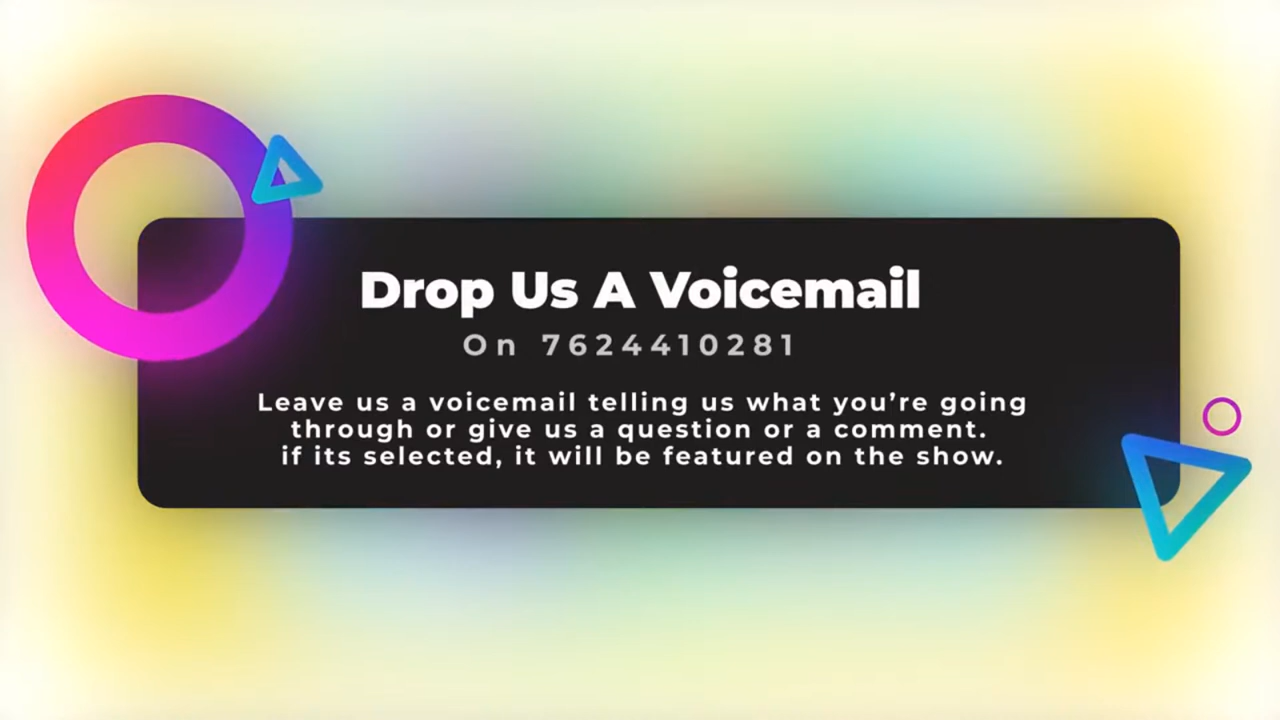 Drop Us A Voicemail
On 7624410281
Leave us a voicemail telling us what you’re going
through or give us a question or a comment.
if its selected, it will be featured on the show.